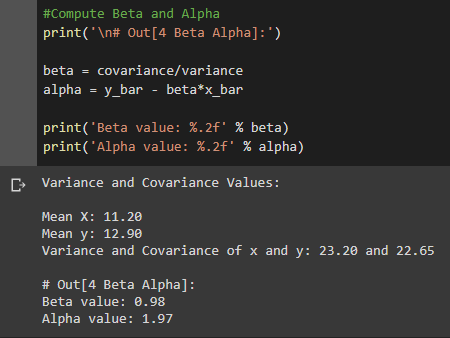 #Compute Beta and Alpha
print('\n# Out[4 Beta Alpha]:')
beta = covariance/variance
alpha = y_bar - beta*x_bar
print('Beta value: %.2f' % beta)
print('Alpha value: %.2f' % alpha)
Variance and Covariance Values:
Mean X: 11.20
Mean y: 12.90
Variance and Covariance of x and y: 23.20 and 22.65
# Out[4 Beta Alpha]:
Beta value: 0.98
Alpha value: 1.97